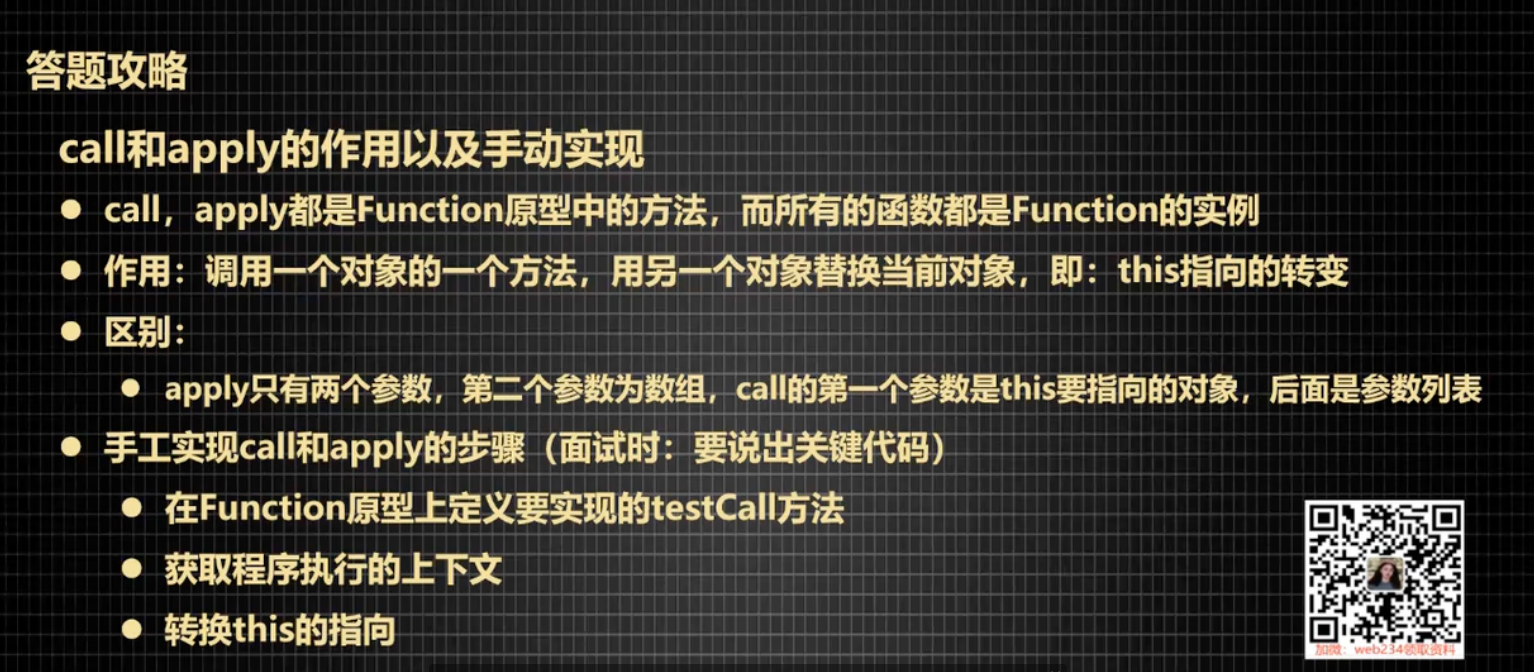 答题攻略
call和apply的作用以及手动实现
call，apply都是Function原型中的方法，而所有的函数都是Function的实例
作用：调用一个对象的一个方法，用另一个对象替换当前对象，即：this指向的转变
区别：
apply只有两个参数，第二个参数为数组，call的第一个参数是this要指向的对象，后面是参数列表
手工实现call和apply的步骤（面试时：要说出关键代码）
在Function原型上定义要实现的testCall方法
获取程序执行的上下文
转换this的指向
加微：web234领取资料